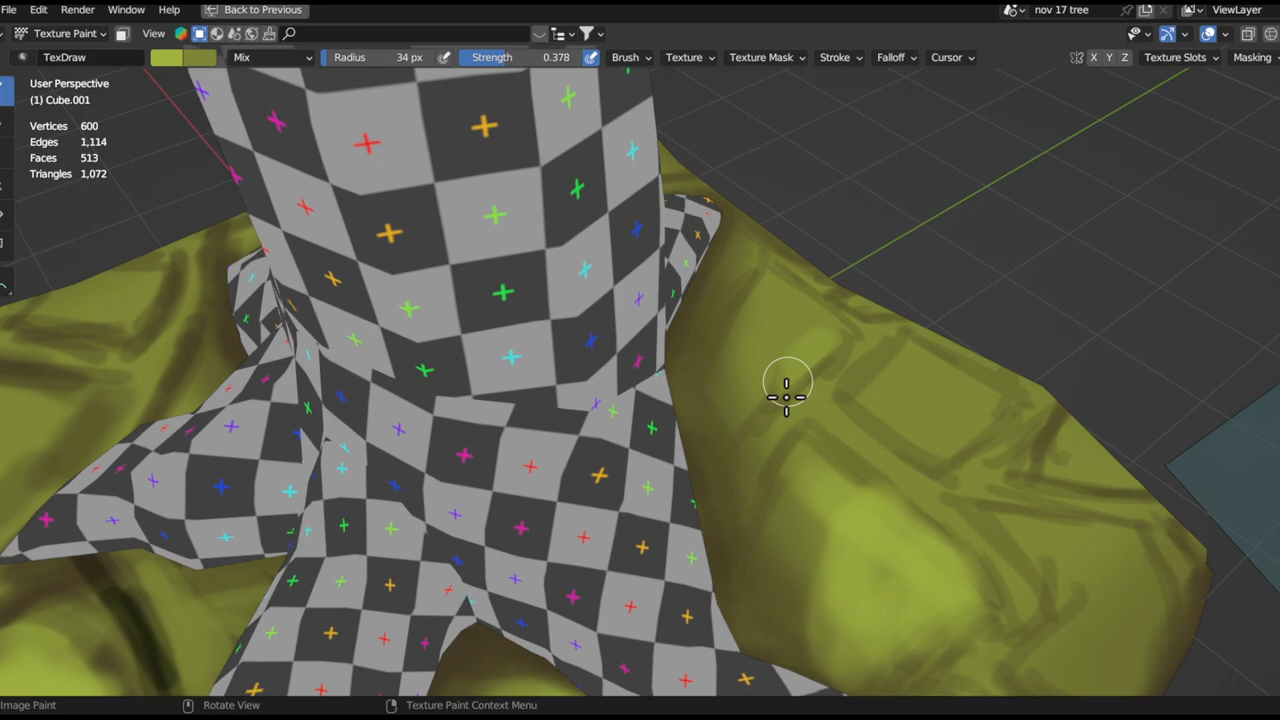 File Edit Render Window Help Back to Previous nov 17 tree ViewLayer
Texture Paint View
TexDraw Mix Radius 34 px Strength 0.378 Brush Texture Texture Mask Stroke Falloff Cursor X Y Z Texture Slots Masking
User Perspective
(1) Cube.001
Vertices 600
Edges 1,114
Faces 513
Triangles 1,072
Image Paint Rotate View Texture Paint Context Menu